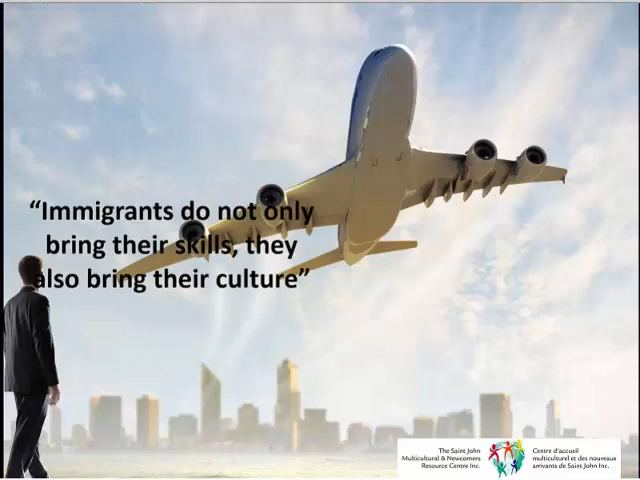 “Immigrants do not only
bring their skills, they
also bring their culture”
The Saint John
Multicultural & Newcomers
Resource Centre Inc.
Centre d'accueil
multiculturel et des nouveaux
arrivants de Saint John Inc.